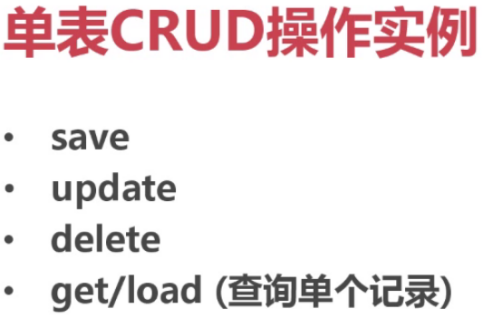 单表CRUD操作实例
• save
• update
• delete
• get/load (查询单个记录)